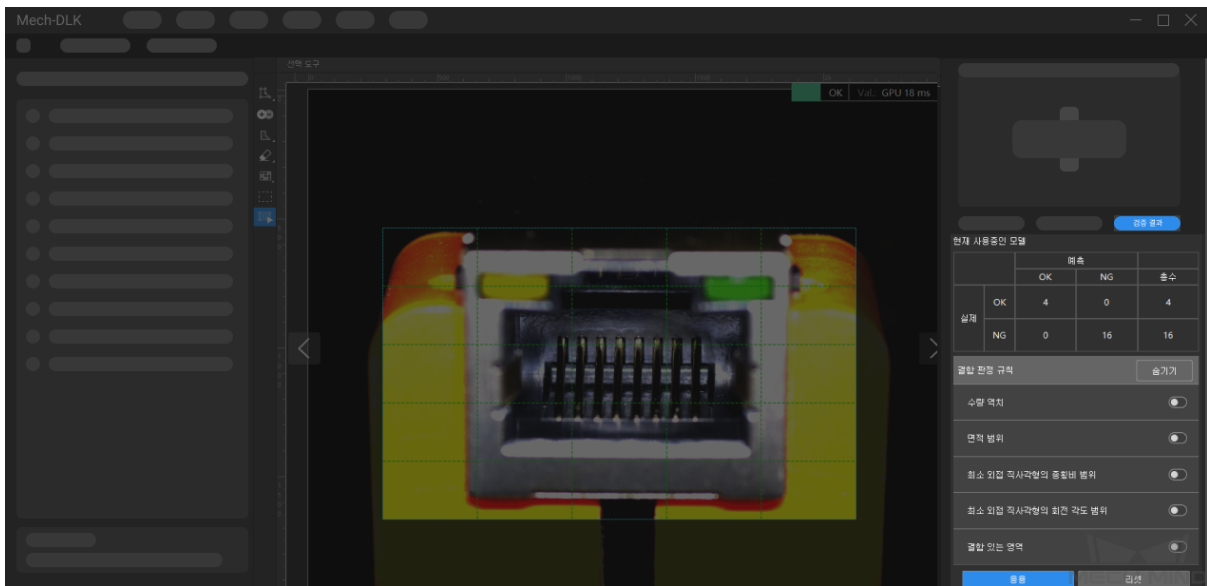 Mech-DLK
선택 도구
OK Val.: GPU 18 ms
검증 결과
현재 사용중인 모델
예측
OK NG 총수
실제 OK 4 0 4
NG 0 16 16
결함 판정 규칙 숨기기
수량 역치
면적 범위
최소 외접 직사각형의 종횡비 범위
최소 외접 직사각형의 회전 각도 범위
결함 있는 영역
응용 리셋